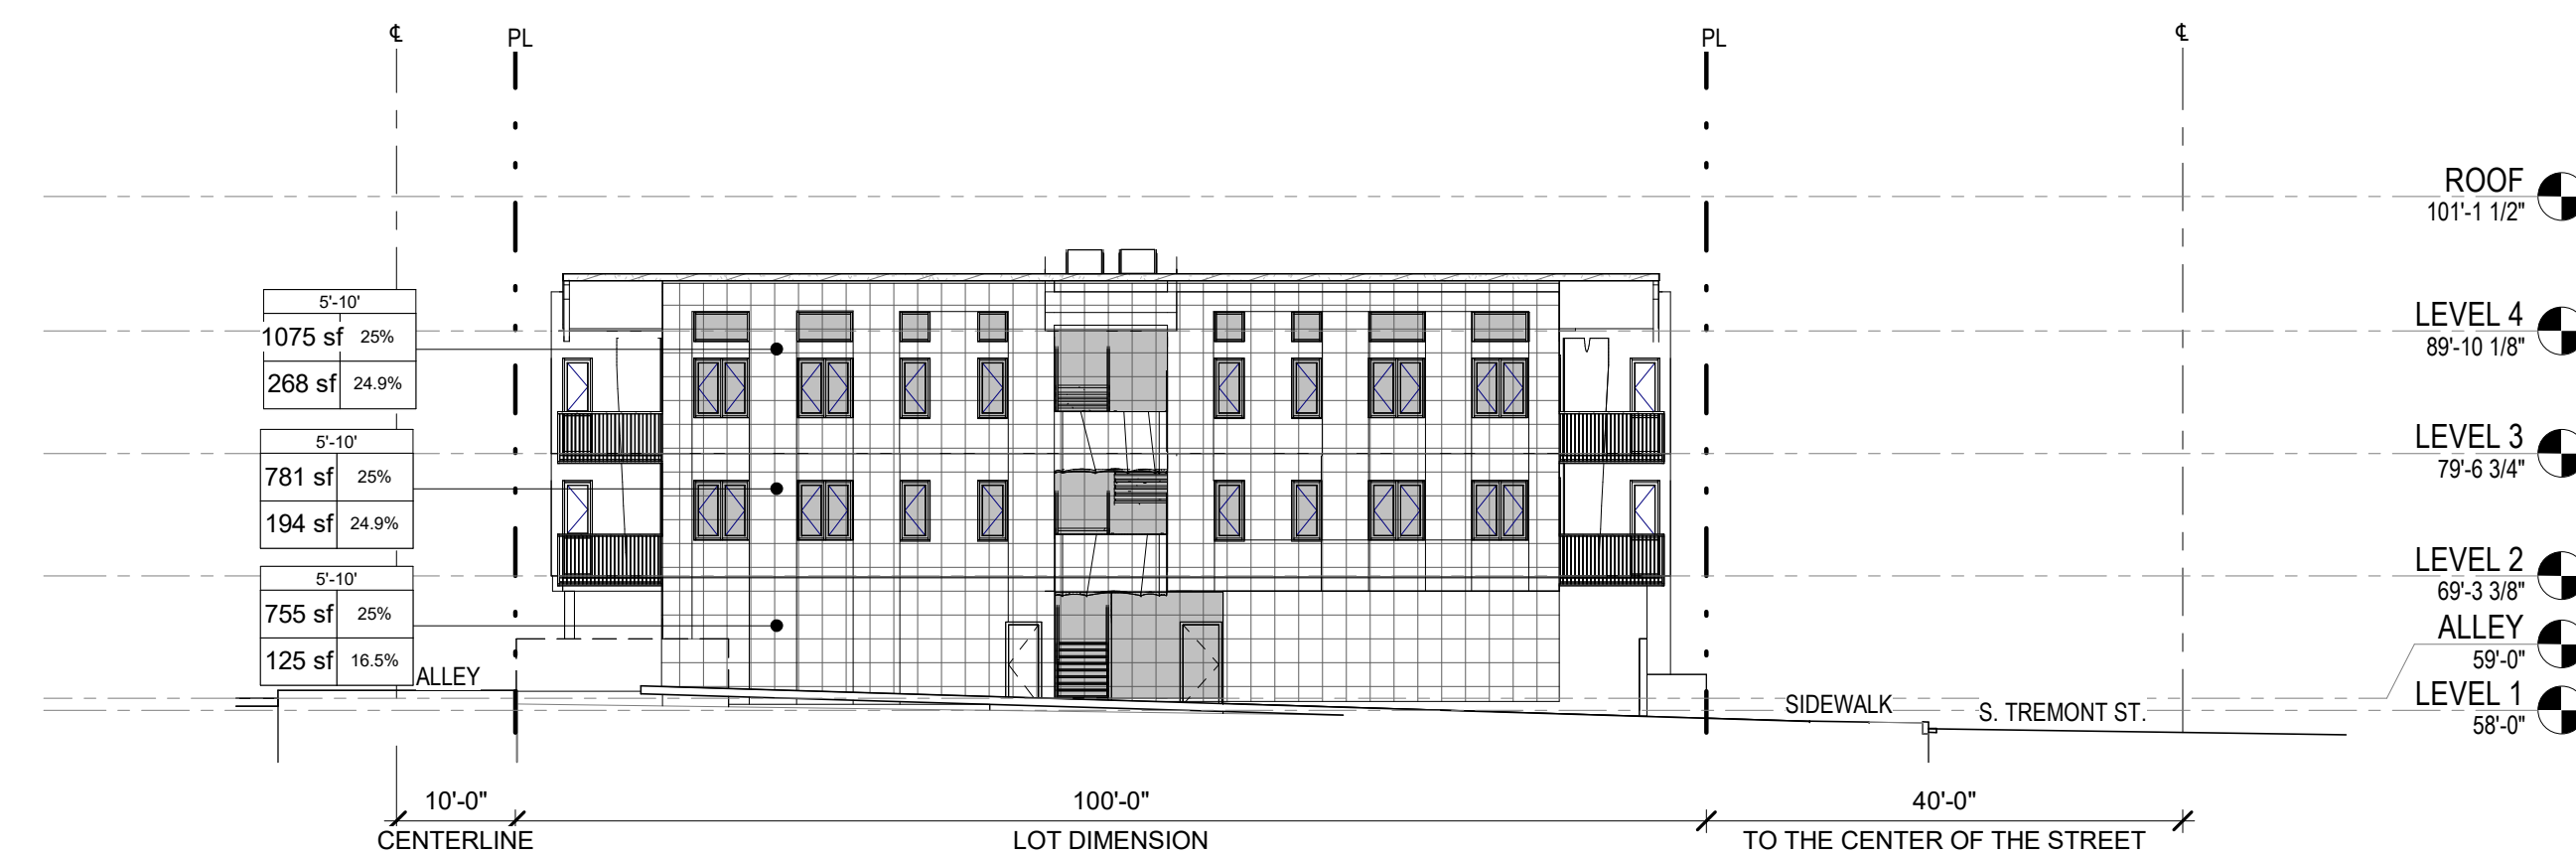 ℄
PL
PL
℄
ROOF
101'-1 1/2"
5'-10'
1075 sf 25%
268 sf 24.9%
LEVEL 4
89'-10 1/8"
5'-10'
781 sf 25%
194 sf 24.9%
LEVEL 3
79'-6 3/4"
5'-10'
755 sf 25%
125 sf 16.5%
LEVEL 2
69'-3 3/8"
ALLEY
59'-0"
ALLEY
LEVEL 1
58'-0"
SIDEWALK
S. TREMONT ST.
10'-0"
100'-0"
40'-0"
CENTERLINE
LOT DIMENSION
TO THE CENTER OF THE STREET